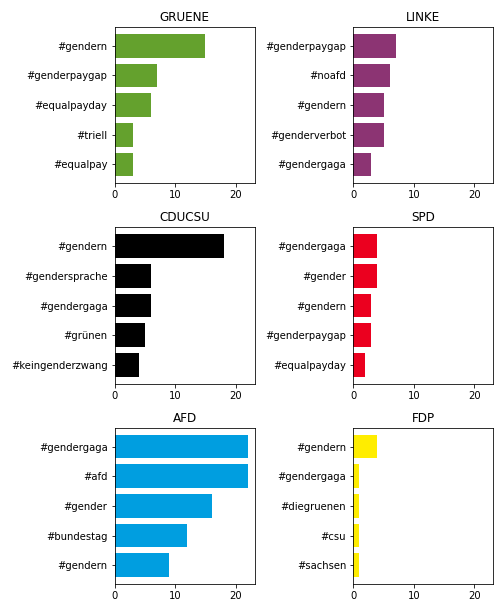 GRUENE
#gendern
#genderpaygap
#equalpayday
#triell
#equalpay
0 10 20
LINKE
#genderpaygap
#noafd
#gendern
#genderverbot
#gendergaga
0 10 20
CDUCSU
#gendern
#gendersprache
#gendergaga
#grünen
#keingenderzwang
0 10 20
SPD
#gendergaga
#gender
#gendern
#genderpaygap
#equalpayday
0 10 20
AFD
#gendergaga
#afd
#gender
#bundestag
#gendern
0 10 20
FDP
#gendern
#gendergaga
#diegruenen
#csu
#sachsen
0 10 20